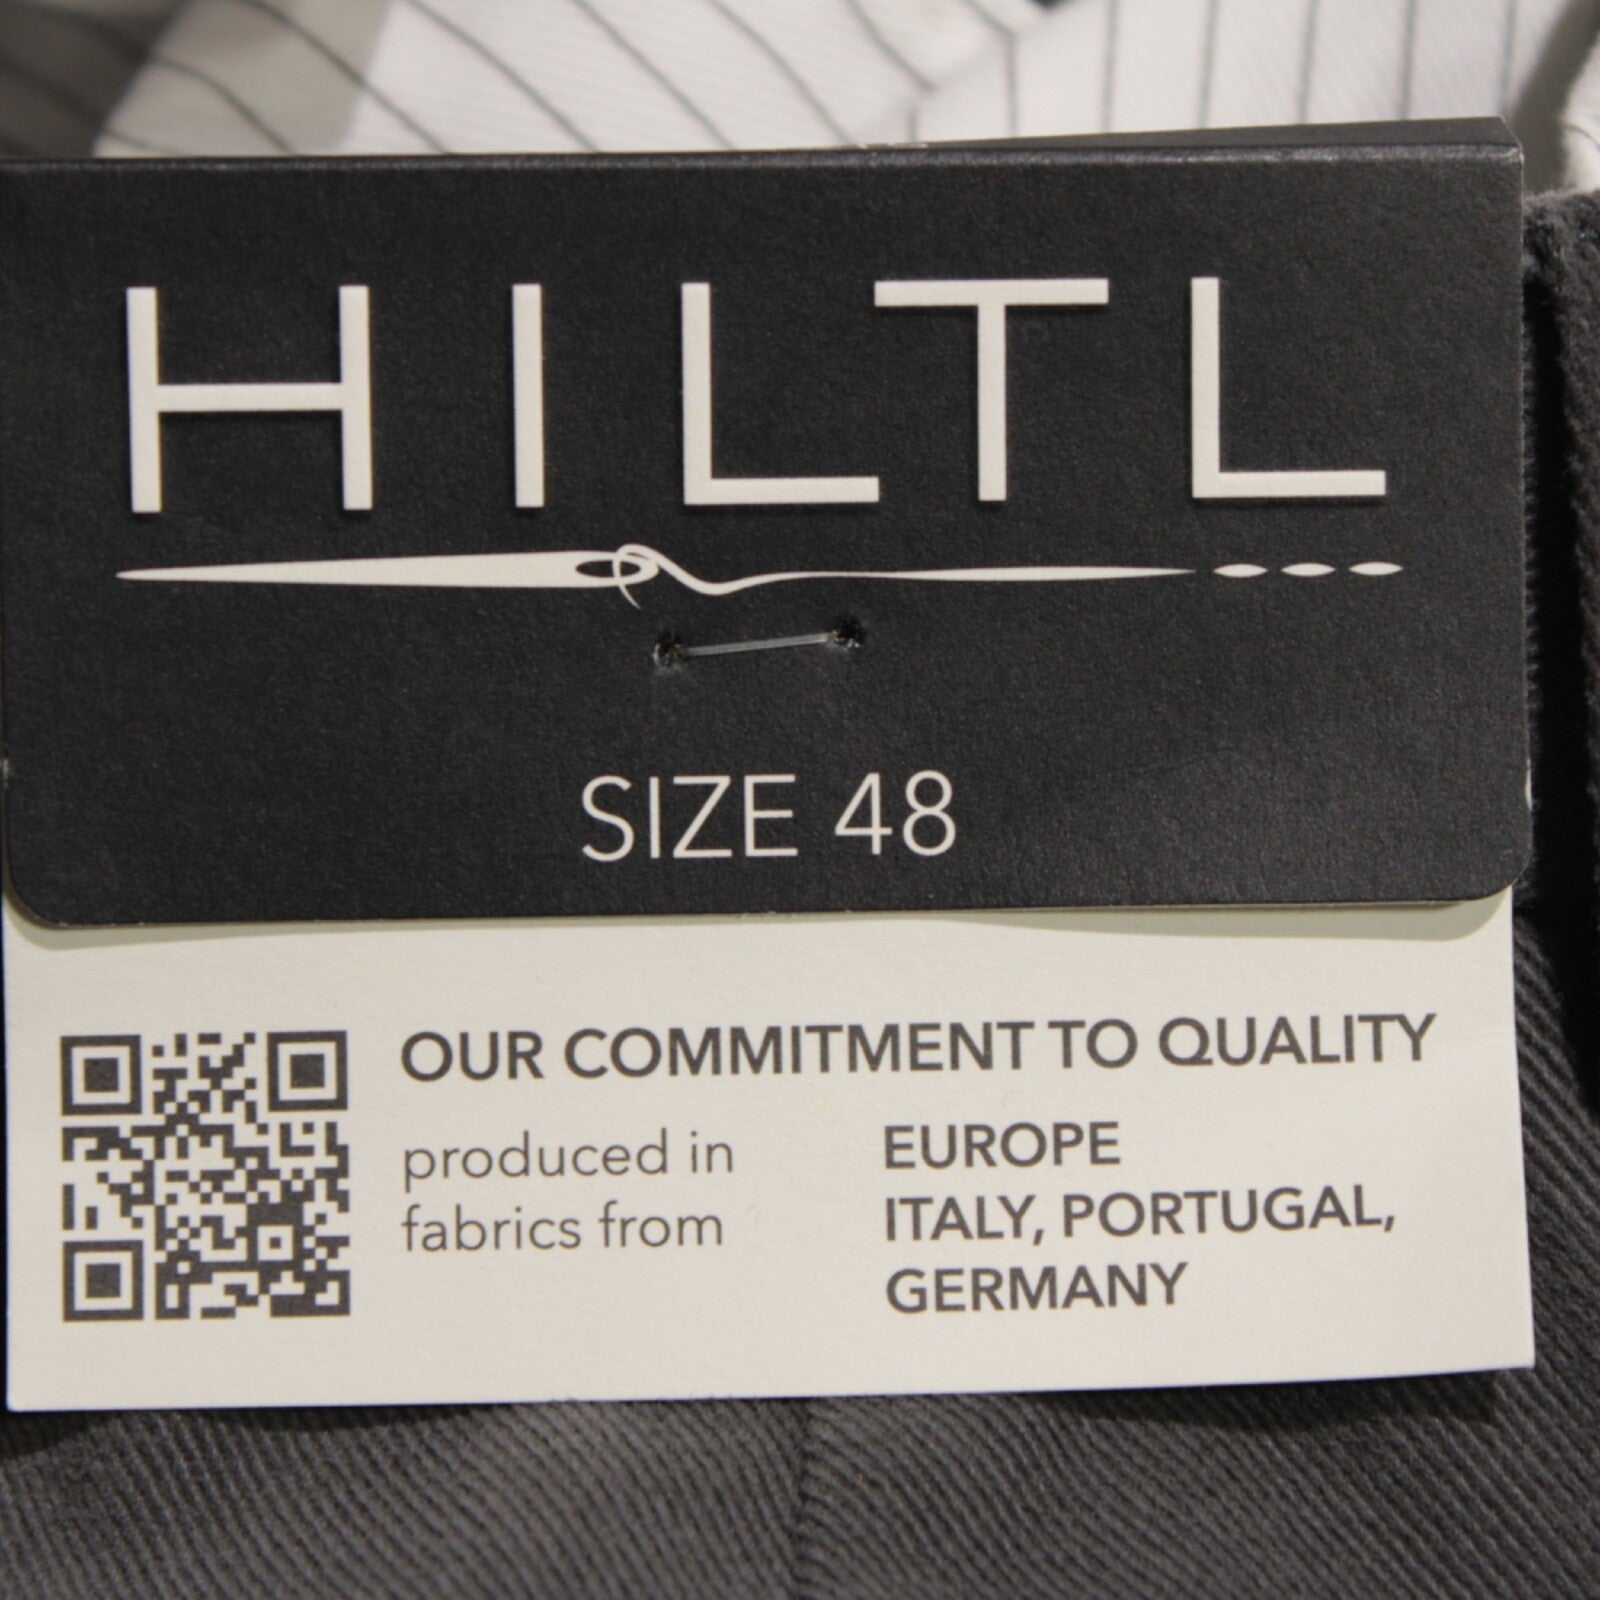 HILTL
SIZE 48
OUR COMMITMENT TO QUALITY
produced in EUROPE
fabrics from ITALY, PORTUGAL,
GERMANY